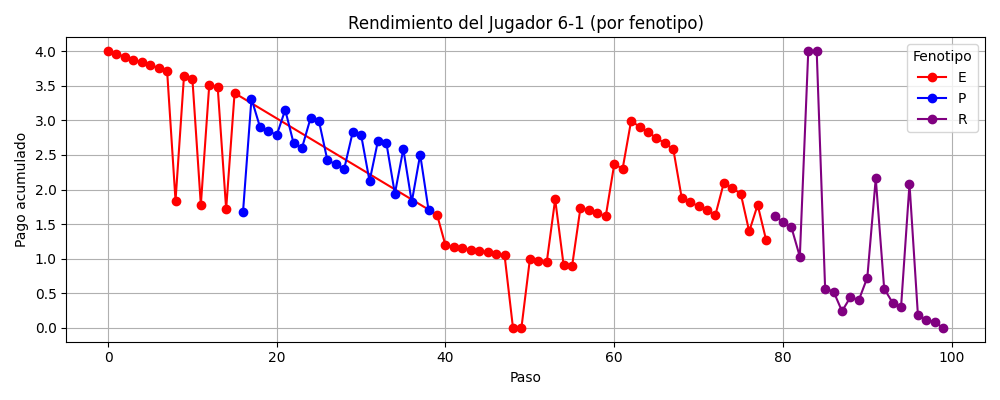 Rendimiento del Jugador 6-1 (por fenotipo)
Pago acumulado
4.0
3.5
3.0
2.5
2.0
1.5
1.0
0.5
0.0
Fenotipo
E
P
R
0 20 40 60 80 100
Paso